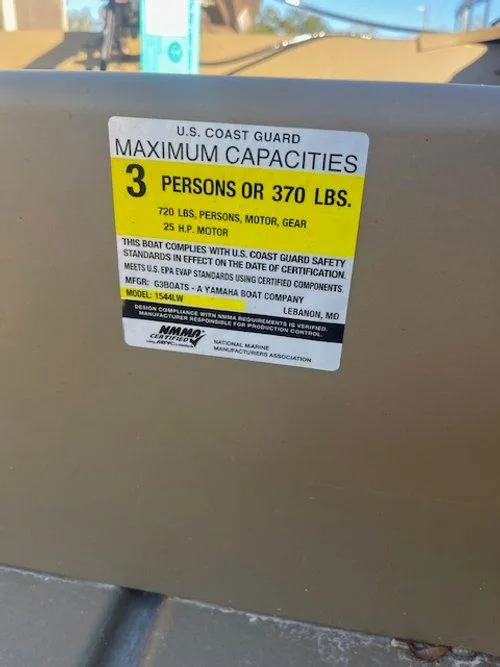 U.S. COAST GUARD
MAXIMUM CAPACITIES
3 PERSONS OR 370 LBS.
720 LBS, PERSONS, MOTOR, GEAR
25 H.P. MOTOR
THIS BOAT COMPLIES WITH U.S. COAST GUARD SAFETY
STANDARDS IN EFFECT ON THE DATE OF CERTIFICATION.
MEETS U.S. EPA EVAP STANDARDS USING CERTIFIED COMPONENTS.
MFGR: G3BOATS - A YAMAHA BOAT COMPANY
LEBANON, MO
MODEL: 1544LW
DESIGN COMPLIANCE WITH NMMA REQUIREMENTS IS VERIFIED.
MANUFACTURER RESPONSIBLE FOR PRODUCTION CONTROL.
NMMA
CERTIFIED
NATIONAL MARINE
MANUFACTURERS ASSOCIATION